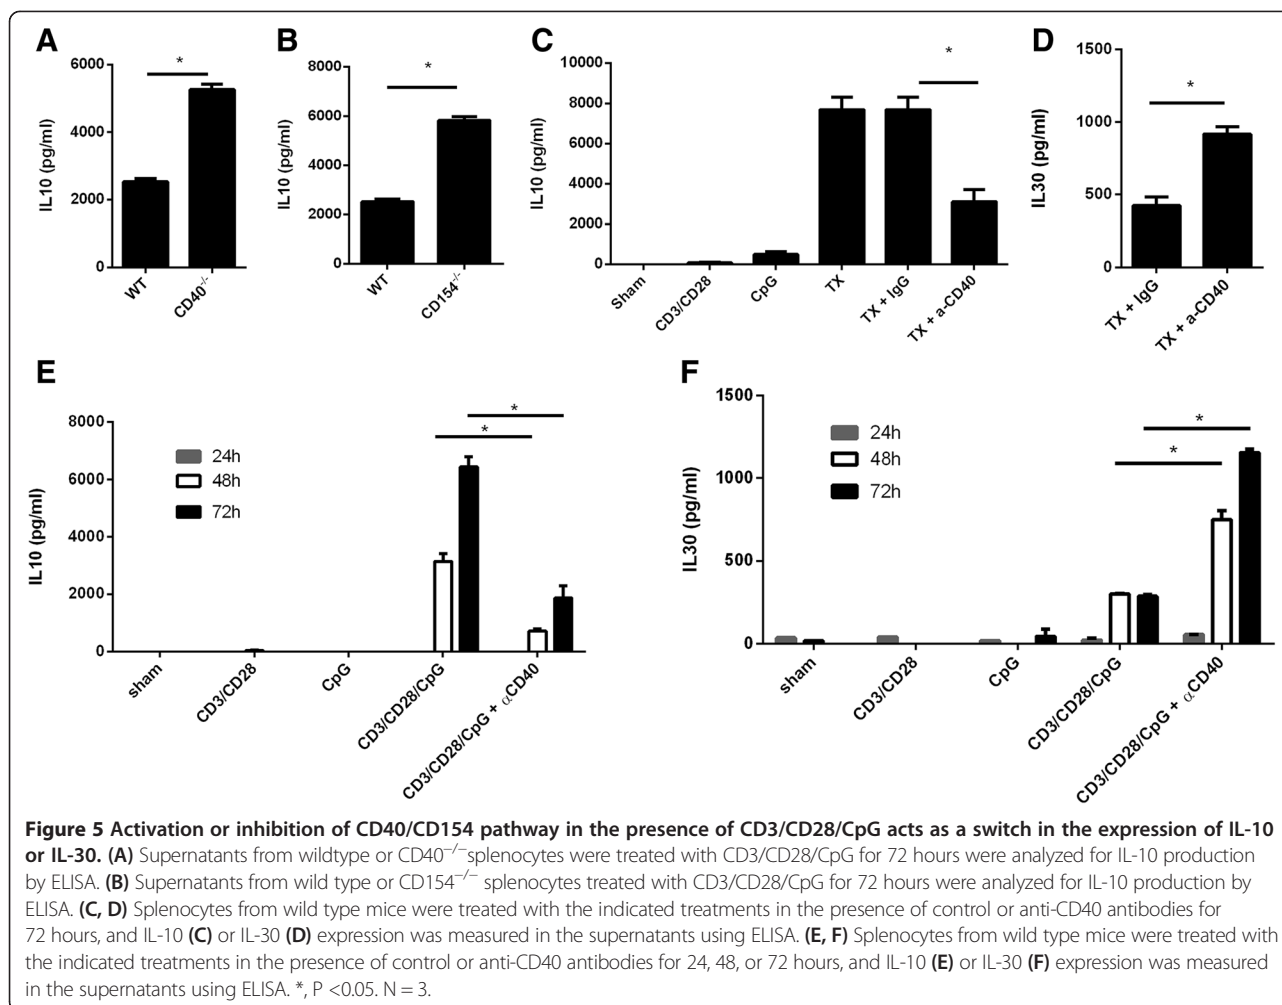 A
IL10 (pg/ml)
6000
4000
2000
0
*
WT
CD40-/-
B
IL10 (pg/ml)
8000
6000
4000
2000
0
*
WT
CD154-/-
C
IL10 (pg/ml)
10000
8000
6000
4000
2000
0
*
Sham
CD3/CD28
CpG
TX
TX + IgG
TX + a-CD40
D
IL30 (pg/ml)
1500
1000
500
0
*
TX + IgG
TX + a-CD40
E
IL10 (pg/ml)
8000
6000
4000
2000
0
24h
48h
72h
*
*
sham
CD3/CD28
CpG
CD3/CD28/CpG
CD3/CD28/CpG + αCD40
F
IL30 (pg/ml)
1500
1000
500
0
24h
48h
72h
*
*
sham
CD3/CD28
CpG
CD3/CD28/CpG
CD3/CD28/CpG + αCD40
Figure 5 Activation or inhibition of CD40/CD154 pathway in the presence of CD3/CD28/CpG acts as a switch in the expression of IL-10
or IL-30. (A) Supernatants from wildtype or CD40−/−splenocytes were treated with CD3/CD28/CpG for 72 hours were analyzed for IL-10 production
by ELISA. (B) Supernatants from wild type or CD154−/− splenocytes treated with CD3/CD28/CpG for 72 hours were analyzed for IL-10 production by
ELISA. (C, D) Splenocytes from wild type mice were treated with the indicated treatments in the presence of control or anti-CD40 antibodies for
72 hours, and IL-10 (C) or IL-30 (D) expression was measured in the supernatants using ELISA. (E, F) Splenocytes from wild type mice were treated with
the indicated treatments in the presence of control or anti-CD40 antibodies for 24, 48, or 72 hours, and IL-10 (E) or IL-30 (F) expression was measured
in the supernatants using ELISA. *, P <0.05. N = 3.